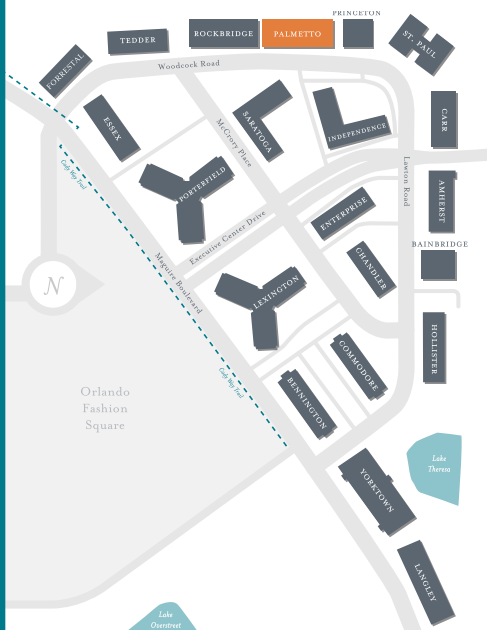 PRINCETON
TEDDER
ROCKBRIDGE
PALMETTO
ST. PAUL
FORRESTAL
Woodcock Road
ESSEX
McCrory Place
SARATOGA
INDEPENDENCE
CARR
Cady Way Trail
PORTERFIELD
Lawton Road
AMHERST
ENTERPRISE
Executive Center Drive
BAINBRIDGE
Maguire Boulevard
CHANDLER
N
LEXINGTON
HOLLISTER
COMMODORE
Cady Way Trail
BENNINGTON
Orlando
Fashion
Square
Lake
Theresa
YORKTOWN
LANGLEY
Lake
Overstreet